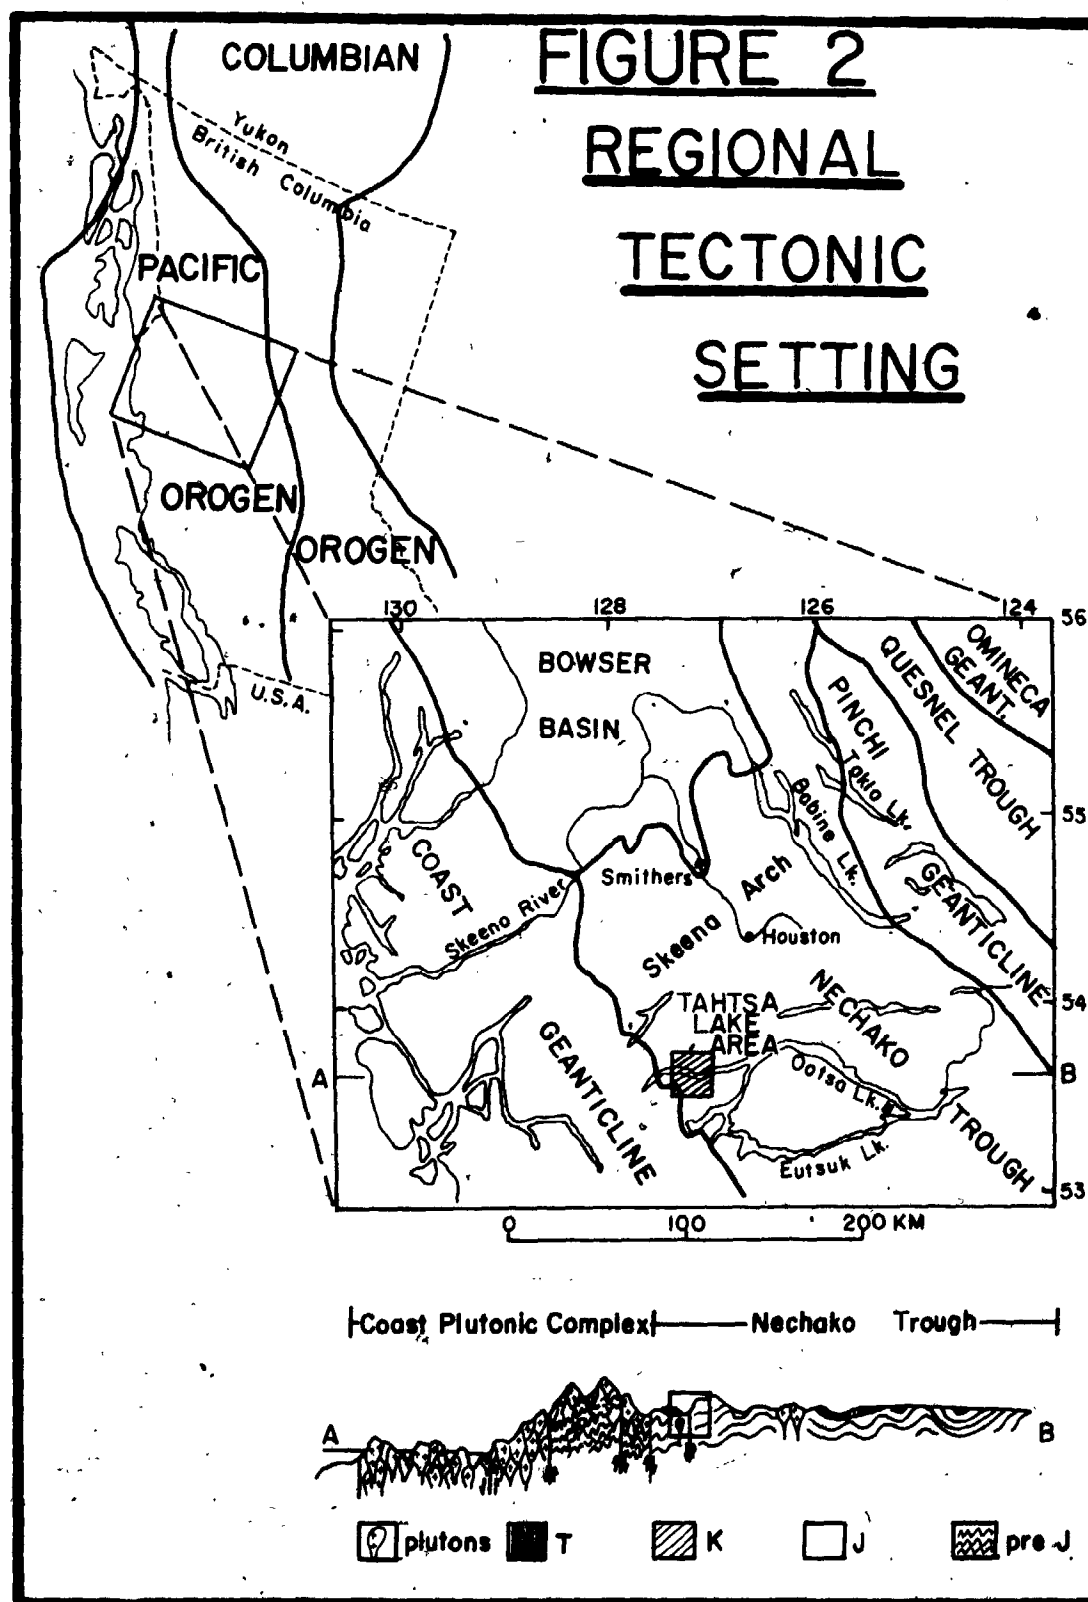 FIGURE 2
REGIONAL
TECTONIC
SETTING
COLUMBIAN
Yukon
British Columbia
PACIFIC
OROGEN
OROGEN
U.S.A.
130
128
126
124
56
55
54
53
BOWSER
BASIN
OMINECA
GEANT.
QUESNEL TROUGH
PINCHI
GEANTICLINE
Takla Lk.
Babine Lk.
COAST
GEANTICLINE
Skeena River
Smithers
Skeena Arch
Houston
TAHTSA
LAKE
AREA
NECHAKO
TROUGH
Ootsa Lk.
Eutsuk Lk.
A
B
0 100 200 KM
Coast Plutonic Complex
Nechako Trough
A
B
plutons
T
K
J
pre J